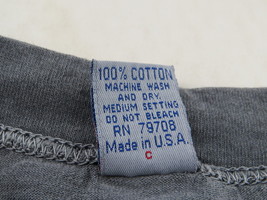 100% COTTON
MACHINE WASH
AND DRY.
MEDIUM SETTING
DO NOT BLEACH
RN 79708
Made in U.S.A.
C